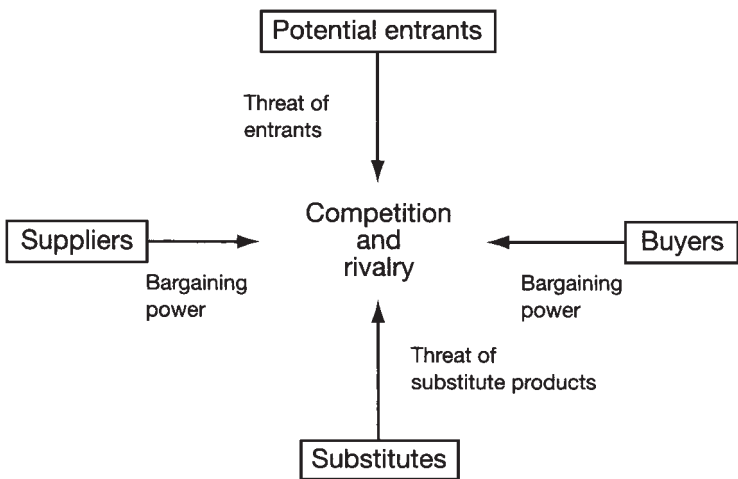 Potential entrants
Threat of
entrants
Competition
and
rivalry
Suppliers
Bargaining
power
Buyers
Bargaining
power
Threat of
substitute products
Substitutes